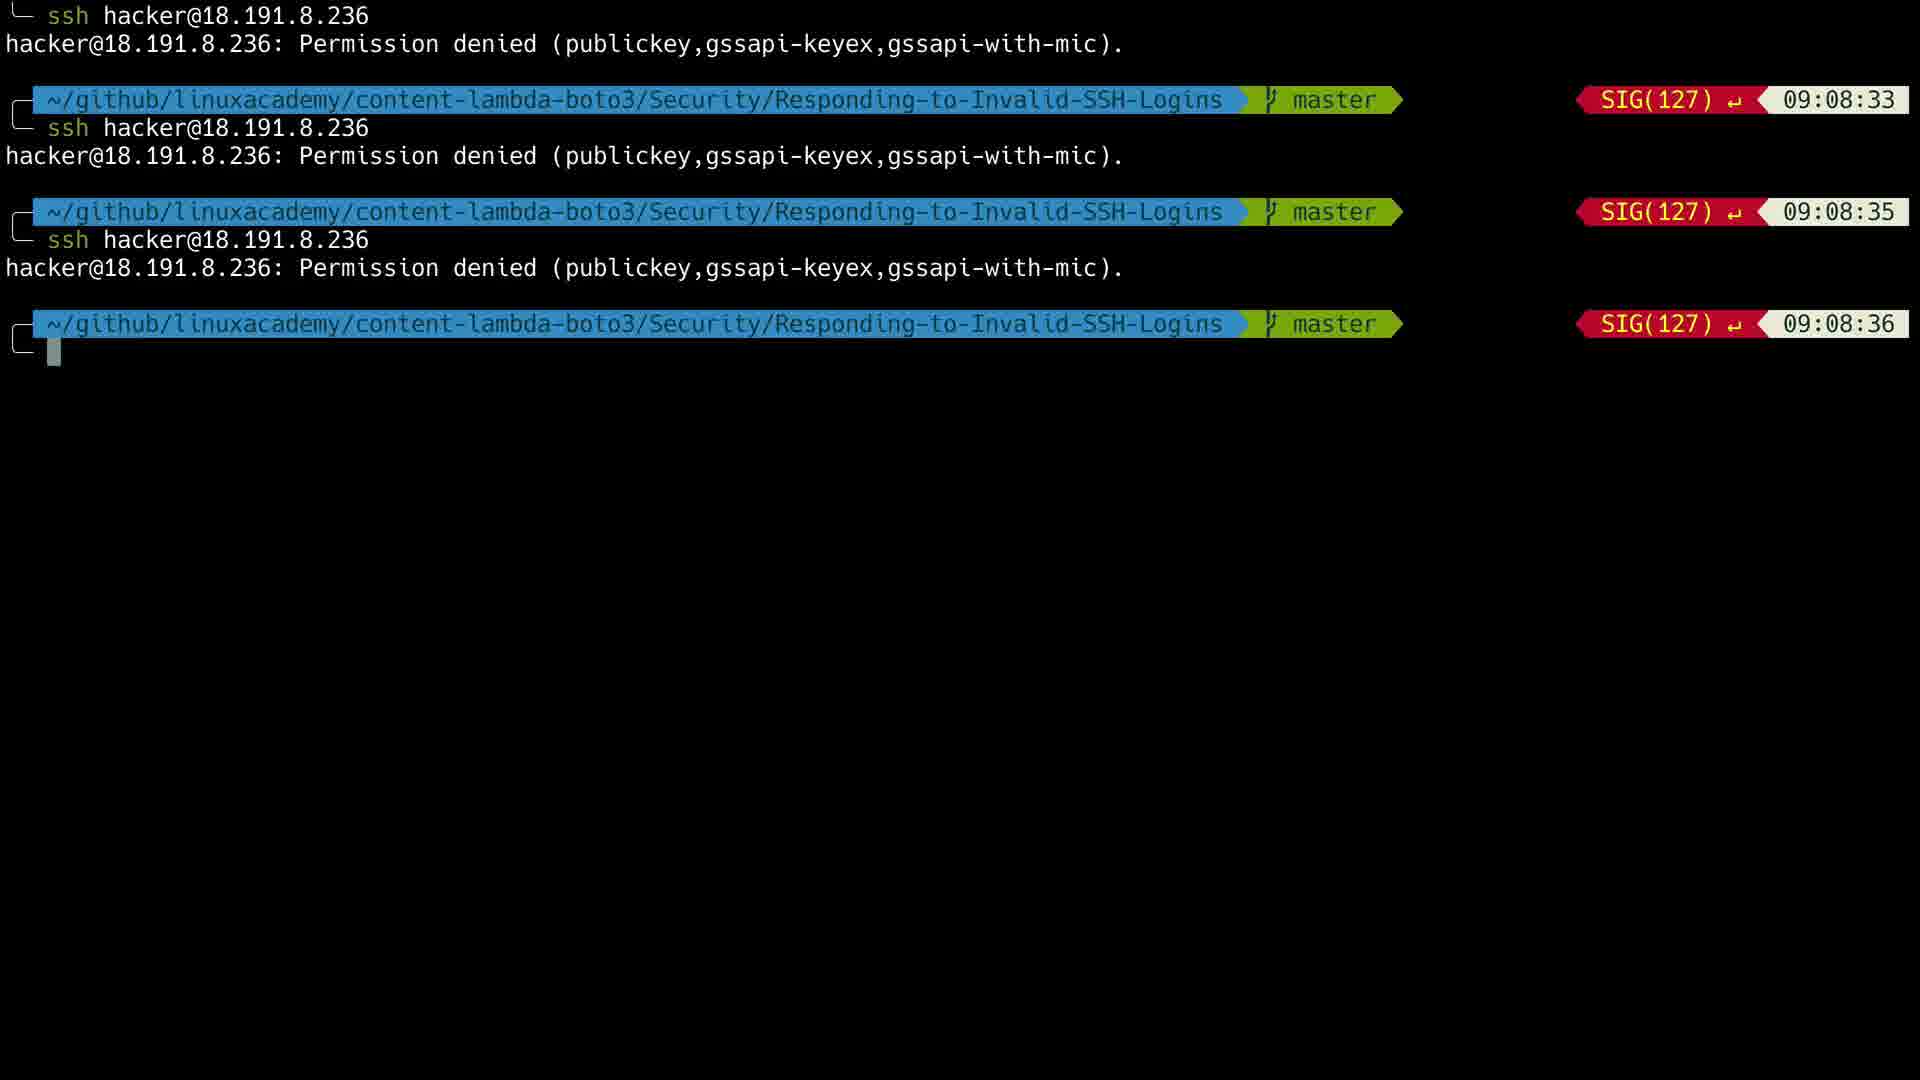 ssh hacker@18.191.8.236
hacker@18.191.8.236: Permission denied (publickey,gssapi-keyex,gssapi-with-mic).
~/github/linuxacademy/content-lambda-boto3/Security/Responding-to-Invalid-SSH-Logins master SIG(127) ↵ 09:08:33
ssh hacker@18.191.8.236
hacker@18.191.8.236: Permission denied (publickey,gssapi-keyex,gssapi-with-mic).
~/github/linuxacademy/content-lambda-boto3/Security/Responding-to-Invalid-SSH-Logins master SIG(127) ↵ 09:08:35
ssh hacker@18.191.8.236
hacker@18.191.8.236: Permission denied (publickey,gssapi-keyex,gssapi-with-mic).
~/github/linuxacademy/content-lambda-boto3/Security/Responding-to-Invalid-SSH-Logins master SIG(127) ↵ 09:08:36